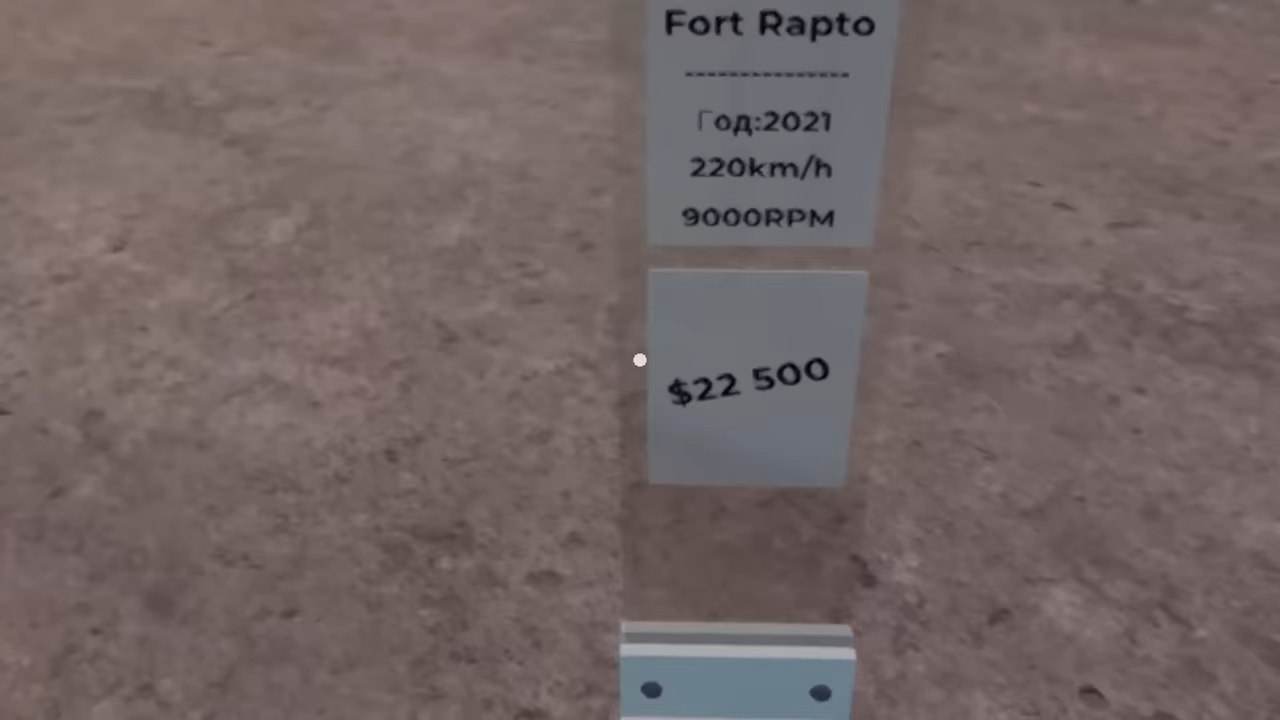 Fort Rapto
---------------
Год:2021
220km/h
9000RPM
$22 500